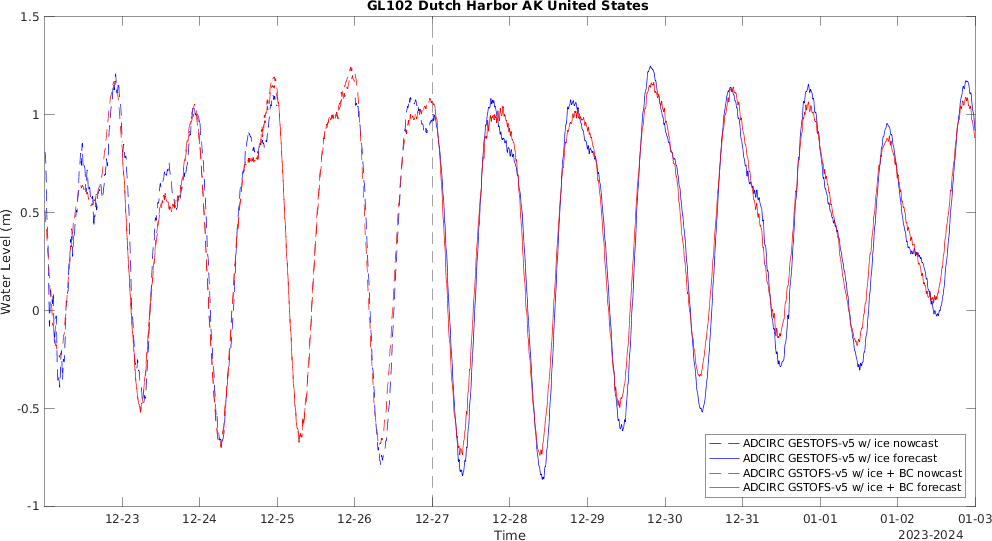 GL102 Dutch Harbor AK United States
1.5
1
0.5
0
-0.5
-1
Water Level (m)
ADCIRC GESTOFS-v5 w/ ice nowcast
ADCIRC GESTOFS-v5 w/ ice forecast
ADCIRC GSTOFS-v5 w/ ice + BC nowcast
ADCIRC GSTOFS-v5 w/ ice + BC forecast
12-23 12-24 12-25 12-26 12-27 12-28 12-29 12-30 12-31 01-01 01-02 01-03
Time
2023-2024